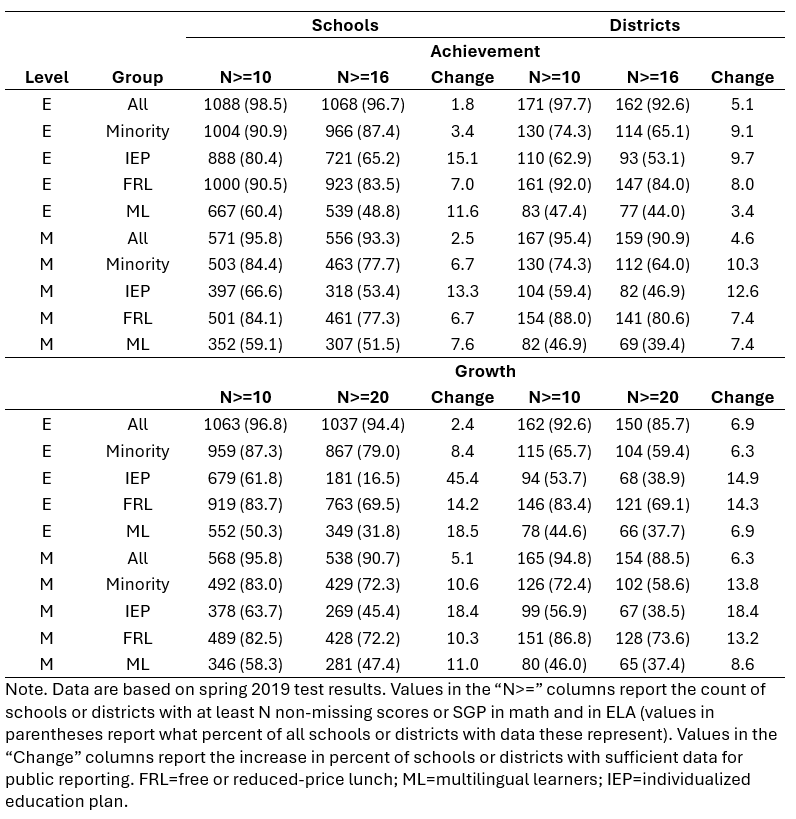 Schools Districts
Achievement
Level Group N>=10 N>=16 Change N>=10 N>=16 Change
E All 1088 (98.5) 1068 (96.7) 1.8 171 (97.7) 162 (92.6) 5.1
E Minority 1004 (90.9) 966 (87.4) 3.4 130 (74.3) 114 (65.1) 9.1
E IEP 888 (80.4) 721 (65.2) 15.1 110 (62.9) 93 (53.1) 9.7
E FRL 1000 (90.5) 923 (83.5) 7.0 161 (92.0) 147 (84.0) 8.0
E ML 667 (60.4) 539 (48.8) 11.6 83 (47.4) 77 (44.0) 3.4
M All 571 (95.8) 556 (93.3) 2.5 167 (95.4) 159 (90.9) 4.6
M Minority 503 (84.4) 463 (77.7) 6.7 130 (74.3) 112 (64.0) 10.3
M IEP 397 (66.6) 318 (53.4) 13.3 104 (59.4) 82 (46.9) 12.6
M FRL 501 (84.1) 461 (77.3) 6.7 154 (88.0) 141 (80.6) 7.4
M ML 352 (59.1) 307 (51.5) 7.6 82 (46.9) 69 (39.4) 7.4
Growth
N>=10 N>=20 Change N>=10 N>=20 Change
E All 1063 (96.8) 1037 (94.4) 2.4 162 (92.6) 150 (85.7) 6.9
E Minority 959 (87.3) 867 (79.0) 8.4 115 (65.7) 104 (59.4) 6.3
E IEP 679 (61.8) 181 (16.5) 45.4 94 (53.7) 68 (38.9) 14.9
E FRL 919 (83.7) 763 (69.5) 14.2 146 (83.4) 121 (69.1) 14.3
E ML 552 (50.3) 349 (31.8) 18.5 78 (44.6) 66 (37.7) 6.9
M All 568 (95.8) 538 (90.7) 5.1 165 (94.8) 154 (88.5) 6.3
M Minority 492 (83.0) 429 (72.3) 10.6 126 (72.4) 102 (58.6) 13.8
M IEP 378 (63.7) 269 (45.4) 18.4 99 (56.9) 67 (38.5) 18.4
M FRL 489 (82.5) 428 (72.2) 10.3 151 (86.8) 128 (73.6) 13.2
M ML 346 (58.3) 281 (47.4) 11.0 80 (46.0) 65 (37.4) 8.6
Note. Data are based on spring 2019 test results. Values in the “N>=” columns report the count of
schools or districts with at least N non-missing scores or SGP in math and in ELA (values in
parentheses report what percent of all schools or districts with data these represent). Values in the
“Change” columns report the increase in percent of schools or districts with sufficient data for
public reporting. FRL=free or reduced-price lunch; ML=multilingual learners; IEP=individualized
education plan.